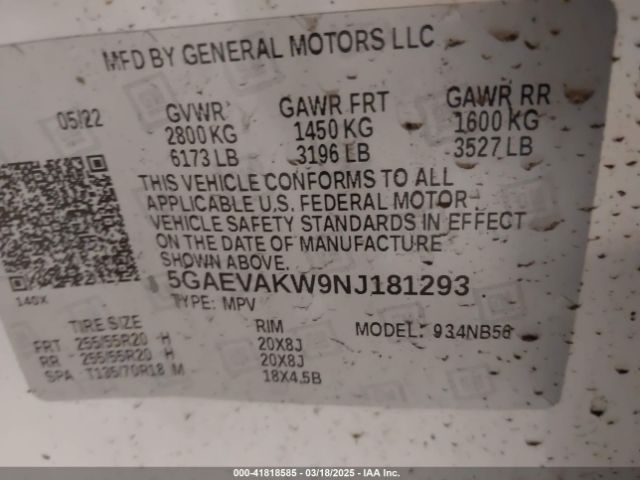 MFD BY GENERAL MOTORS LLC
05/22 GVWR GAWR FRT GAWR RR
2800 KG 1450 KG 1600 KG
6173 LB 3196 LB 3527 LB
THIS VEHICLE CONFORMS TO ALL
APPLICABLE U.S. FEDERAL MOTOR
VEHICLE SAFETY STANDARDS IN EFFECT
ON THE DATE OF MANUFACTURE
SHOWN ABOVE.
5GAEVAKW9NJ181293
140X TYPE: MPV
TIRE SIZE RIM MODEL: 934NB56
FRT 255/55R20 H 20X8J
RR 255/55R20 H 20X8J
SPA T135/70R18 M 18X4.5B
000-41818585 - 03/18/2025 - IAA Inc.